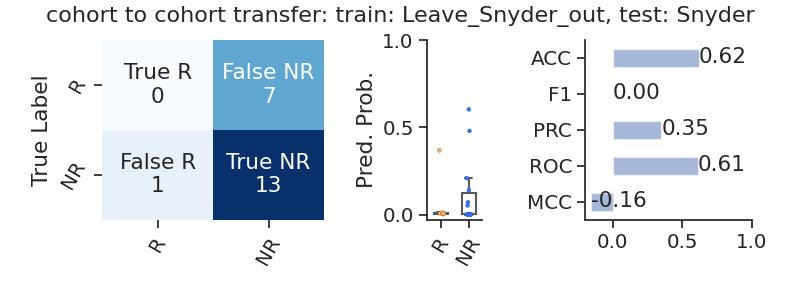 cohort to cohort transfer: train: Leave_Snyder_out, test: Snyder
True Label
R
NR
True R
0
False NR
7
False R
1
True NR
13
R
NR
Pred. Prob.
1.0
0.5
0.0
R
NR
ACC
0.62
F1
0.00
PRC
0.35
ROC
0.61
MCC
-0.16
0.0
0.5
1.0